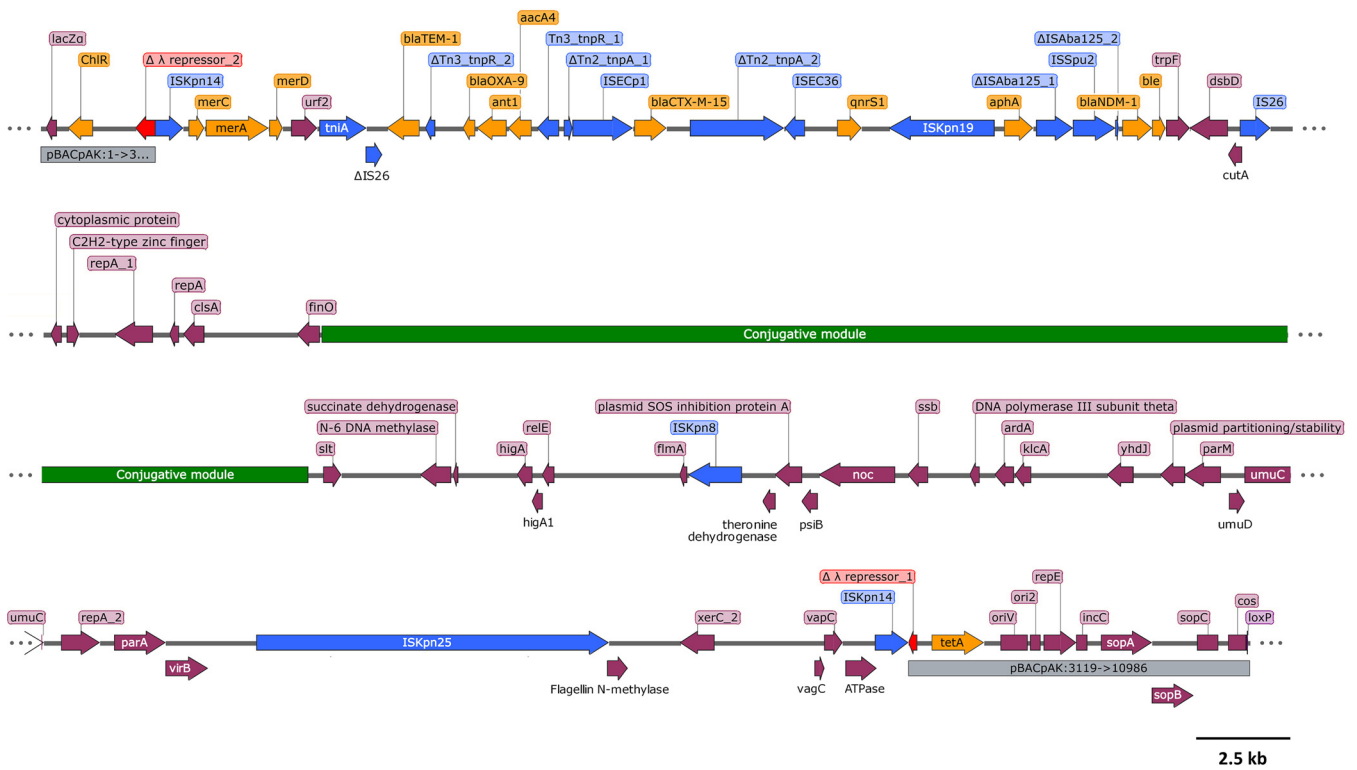 aacA4
lacZα
blaTEM-1
Tn3_tnpR_1
ΔISAba125_2
ChlR
Δ λ repressor_2
ΔTn3_tnpR_2
ΔTn2_tnpA_1
ΔTn2_tnpA_2
ISSpu2
trpF
ISKpn14
merD
blaOXA-9
ISECp1
ISEC36
ΔISAba125_1
ble
dsbD
merC
urf2
ant1
blaCTX-M-15
qnrS1
aphA
blaNDM-1
IS26
merA
tniA
ISKpn19
pBACpAK:1->3...
ΔIS26
cutA
cytoplasmic protein
C2H2-type zinc finger
repA_1
repA
clsA
finO
Conjugative module
succinate dehydrogenase
plasmid SOS inhibition protein A
ssb
DNA polymerase III subunit theta
N-6 DNA methylase
relE
ISKpn8
ardA
plasmid partitioning/stability
slt
higA
flmA
klcA
yhdJ
parM
Conjugative module
noc
umuC
higA1
theronine
dehydrogenase
psiB
umuD
Δ λ repressor_1
repE
ISKpn14
ori2
cos
umuC
repA_2
xerC_2
vapC
oriV
incC
sopC
loxP
parA
ISKpn25
tetA
sopA
virB
pBACpAK:3119->10986
Flagellin N-methylase
vagC
ATPase
sopB
2.5 kb